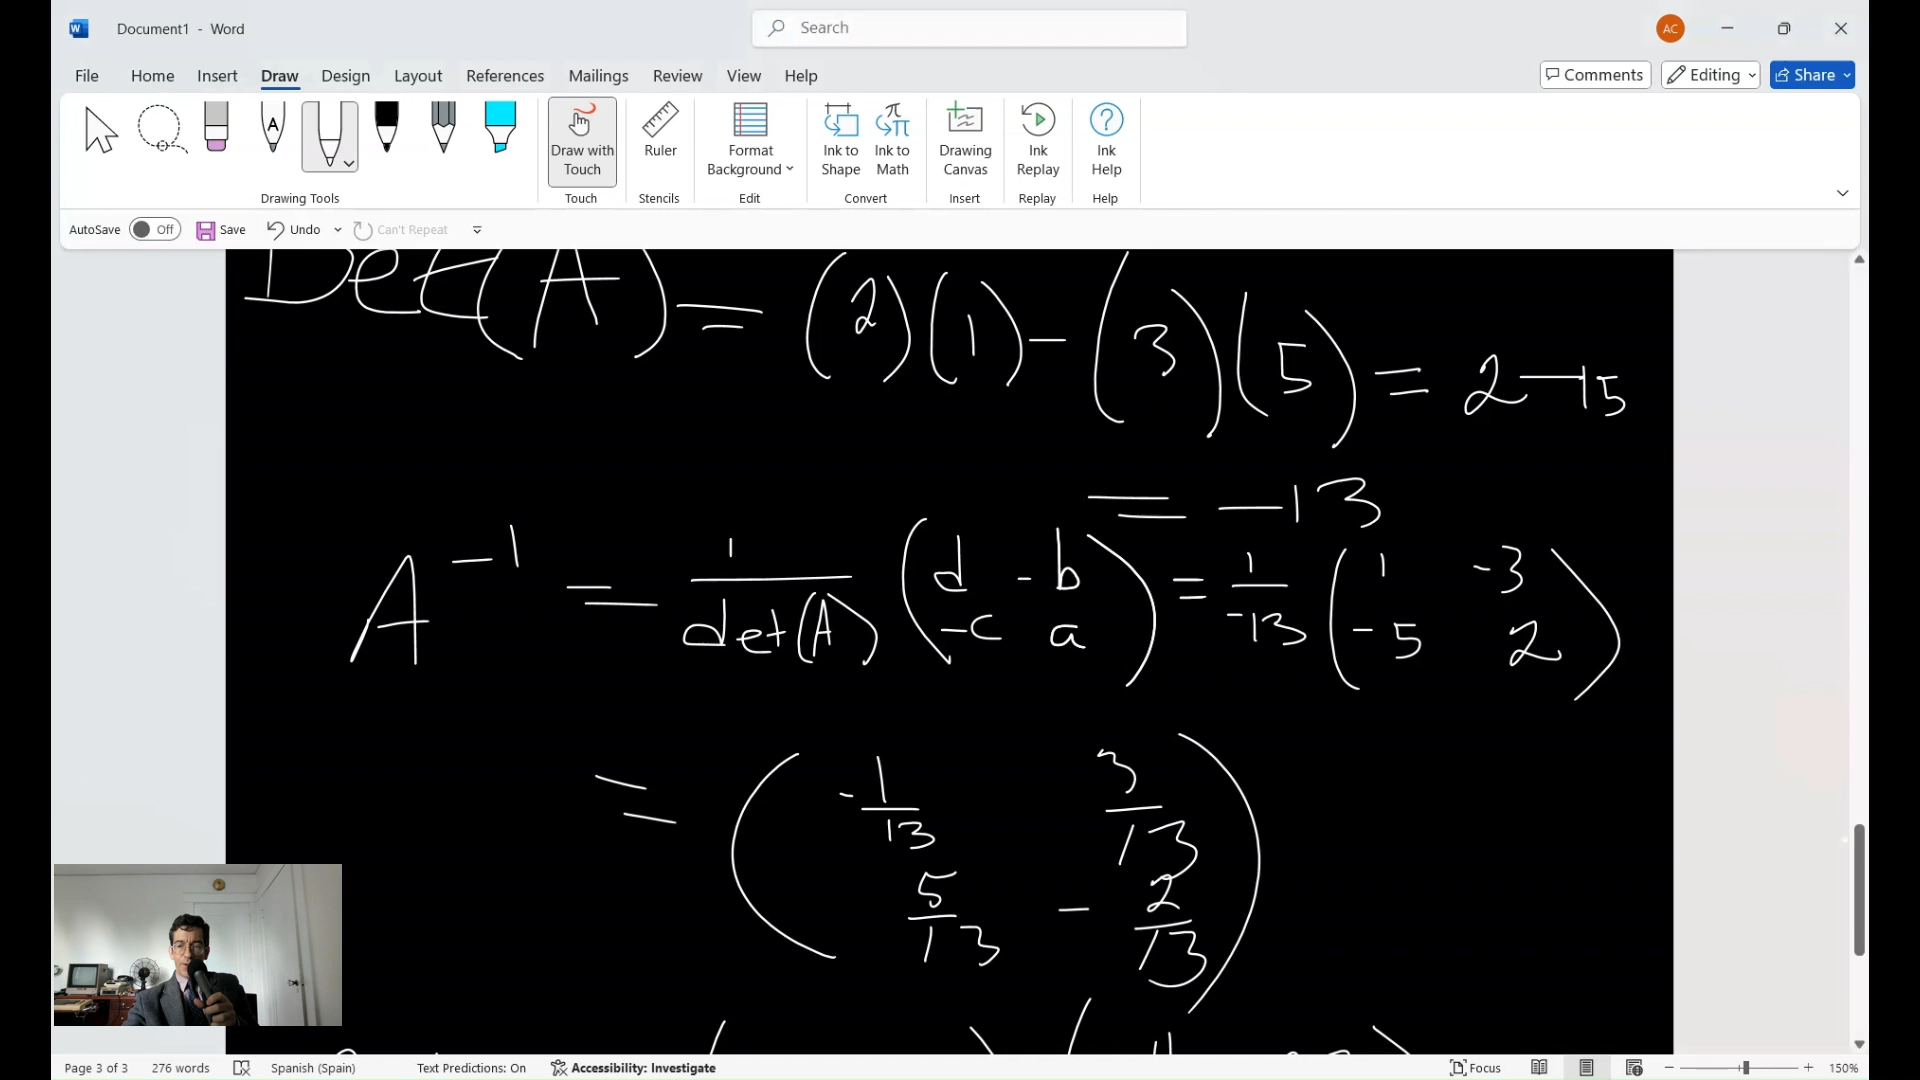 Document1 - Word
Search
AC
File Home Insert Draw Design Layout References Mailings Review View Help
Comments Editing Share
Draw with Touch
Ruler
Format Background
Ink to Shape
Ink to Math
Drawing Canvas
Ink Replay
Ink Help
Drawing Tools Touch Stencils Edit Convert Insert Replay Help
AutoSave Off Save Undo Can't Repeat
Det(A) = (2)(1) - (3)(5) = 2 - 15
= -13
A^-1 = 1/det(A) (d -b; -c a) = 1/-13 (1 -3; -5 2)
= (-1/13 3/13; 5/13 -2/13)
Page 3 of 3 276 words Spanish (Spain) Text Predictions: On Accessibility: Investigate Focus 150%